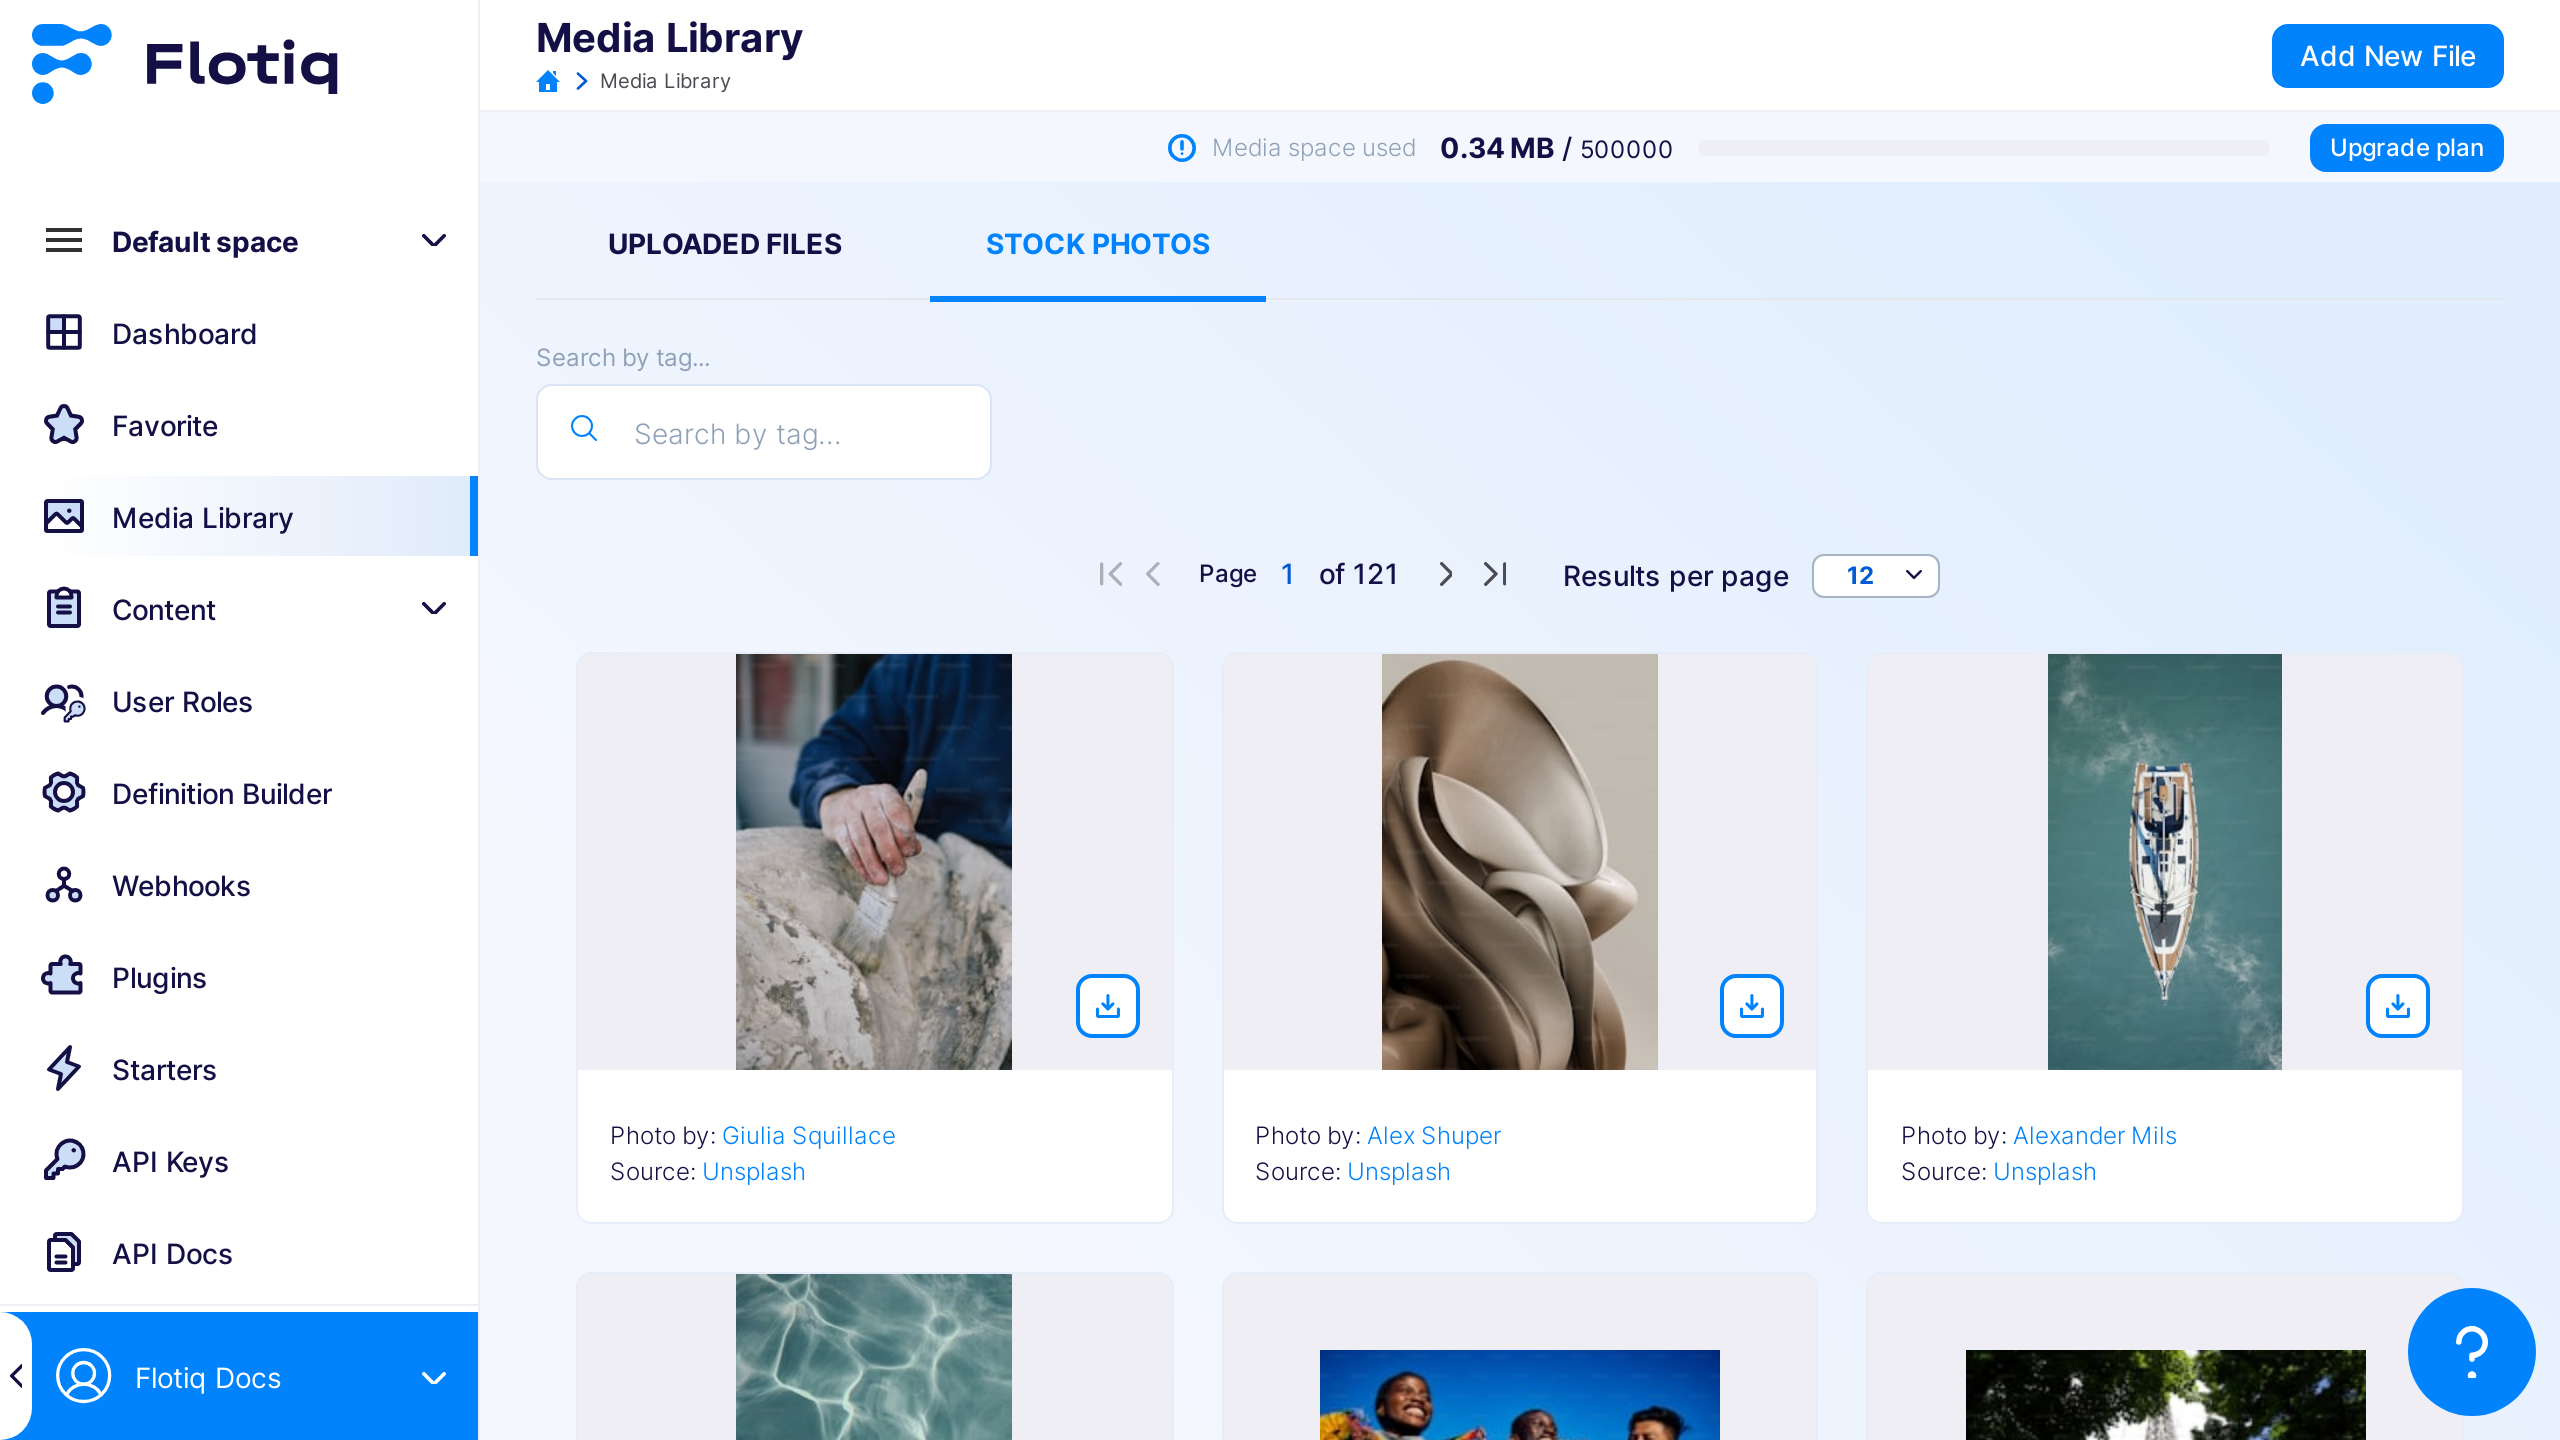 Flotiq
Default space
Dashboard
Favorite
Media Library
Content
User Roles
Definition Builder
Webhooks
Plugins
Starters
API Keys
API Docs
Flotiq Docs
Media Library
Media Library
Add New File
Media space used 0.34 MB / 500000
Upgrade plan
UPLOADED FILES
STOCK PHOTOS
Search by tag...
Search by tag...
Page 1 of 121
Results per page 12
Photo by: Giulia Squillace
Source: Unsplash
Photo by: Alex Shuper
Source: Unsplash
Photo by: Alexander Mils
Source: Unsplash